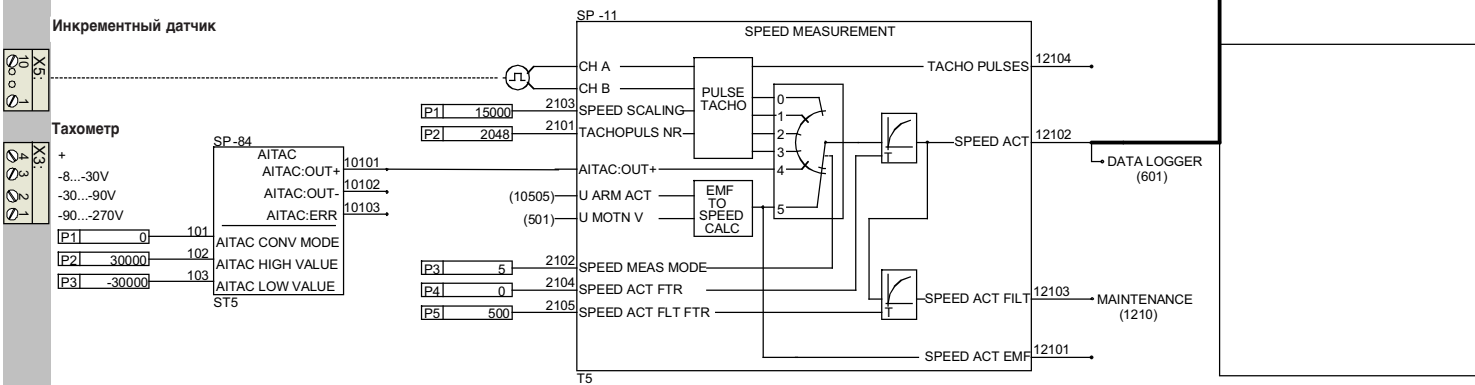 Инкрементный датчик
X5:
10
1
Тахометр
X3:
4
3
2
1
+
-8...-30V
-30...-90V
-90...-270V
SP -84
AITAC
AITAC:OUT+ 10101
AITAC:OUT- 10102
AITAC:ERR 10103
P1 0 101 AITAC CONV MODE
P2 30000 102 AITAC HIGH VALUE
P3 -30000 103 AITAC LOW VALUE
ST5
SP -11
SPEED MEASUREMENT
CH A
CH B
P1 15000 2103 SPEED SCALING
P2 2048 2101 TACHOPULS NR
AITAC:OUT+
(10505) U ARM ACT
(501) U MOTN V
P3 5 2102 SPEED MEAS MODE
P4 0 2104 SPEED ACT FTR
P5 500 2105 SPEED ACT FLT FTR
PULSE
TACHO
EMF
TO
SPEED
CALC
0
1
2
3
4
5
T
T
TACHO PULSES 12104
SPEED ACT 12102
DATA LOGGER
(601)
SPEED ACT FILT 12103
MAINTENANCE
(1210)
SPEED ACT EMF 12101
T5